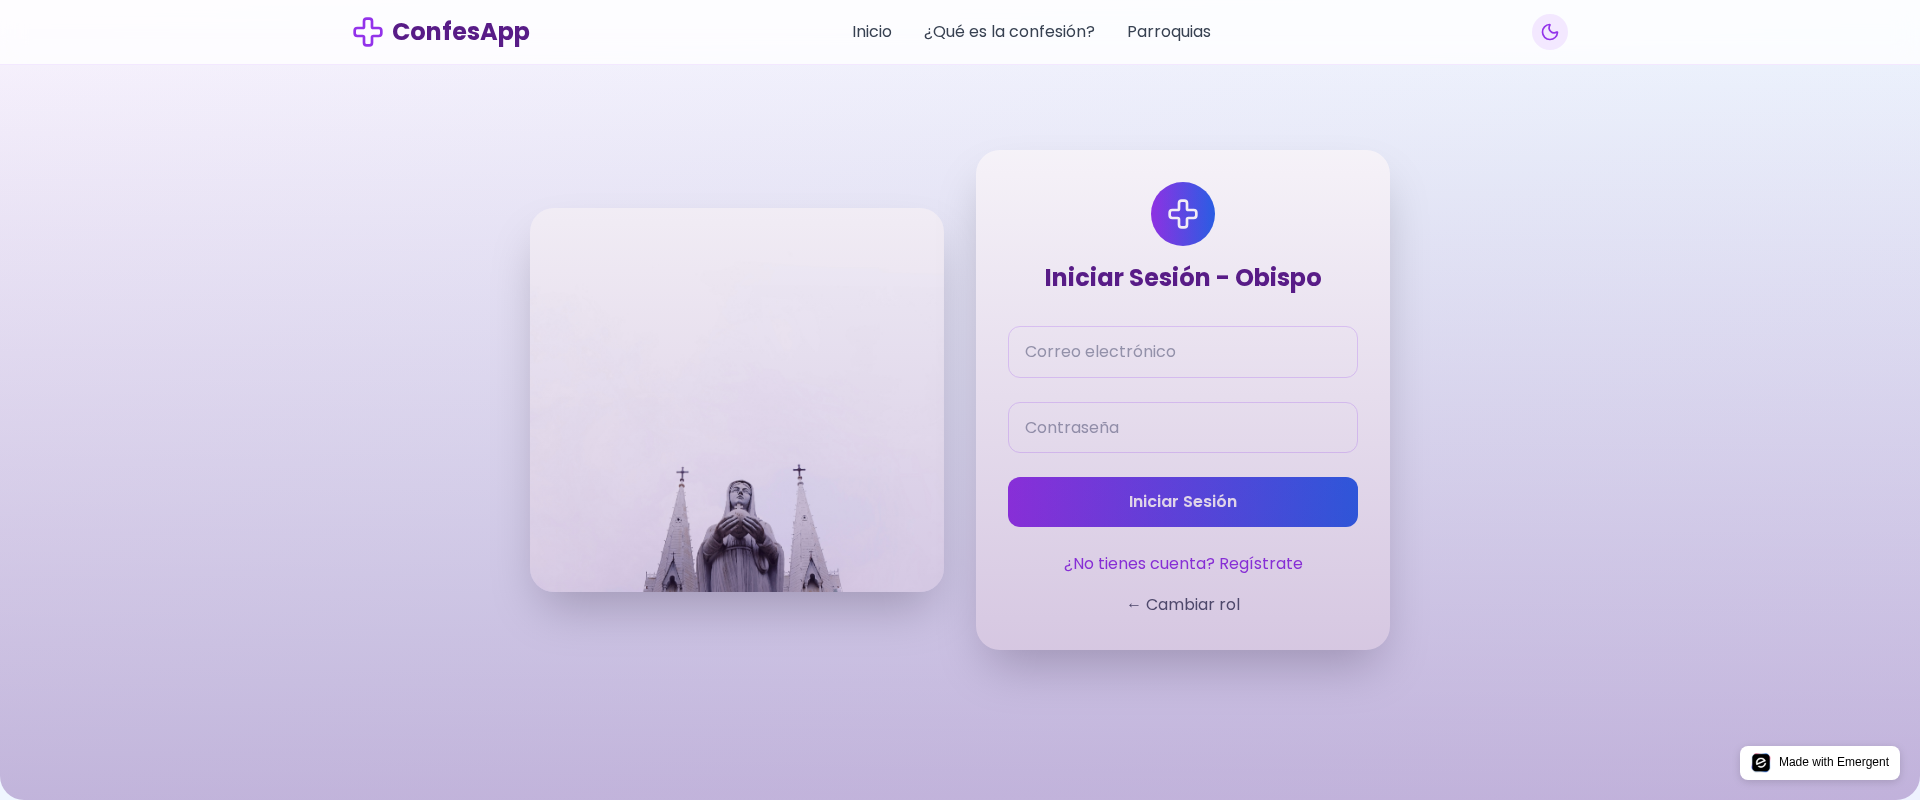 ConfesApp
Inicio
¿Qué es la confesión?
Parroquias
Iniciar Sesión - Obispo
Correo electrónico
Contraseña
Iniciar Sesión
¿No tienes cuenta? Regístrate
← Cambiar rol
Made with Emergent